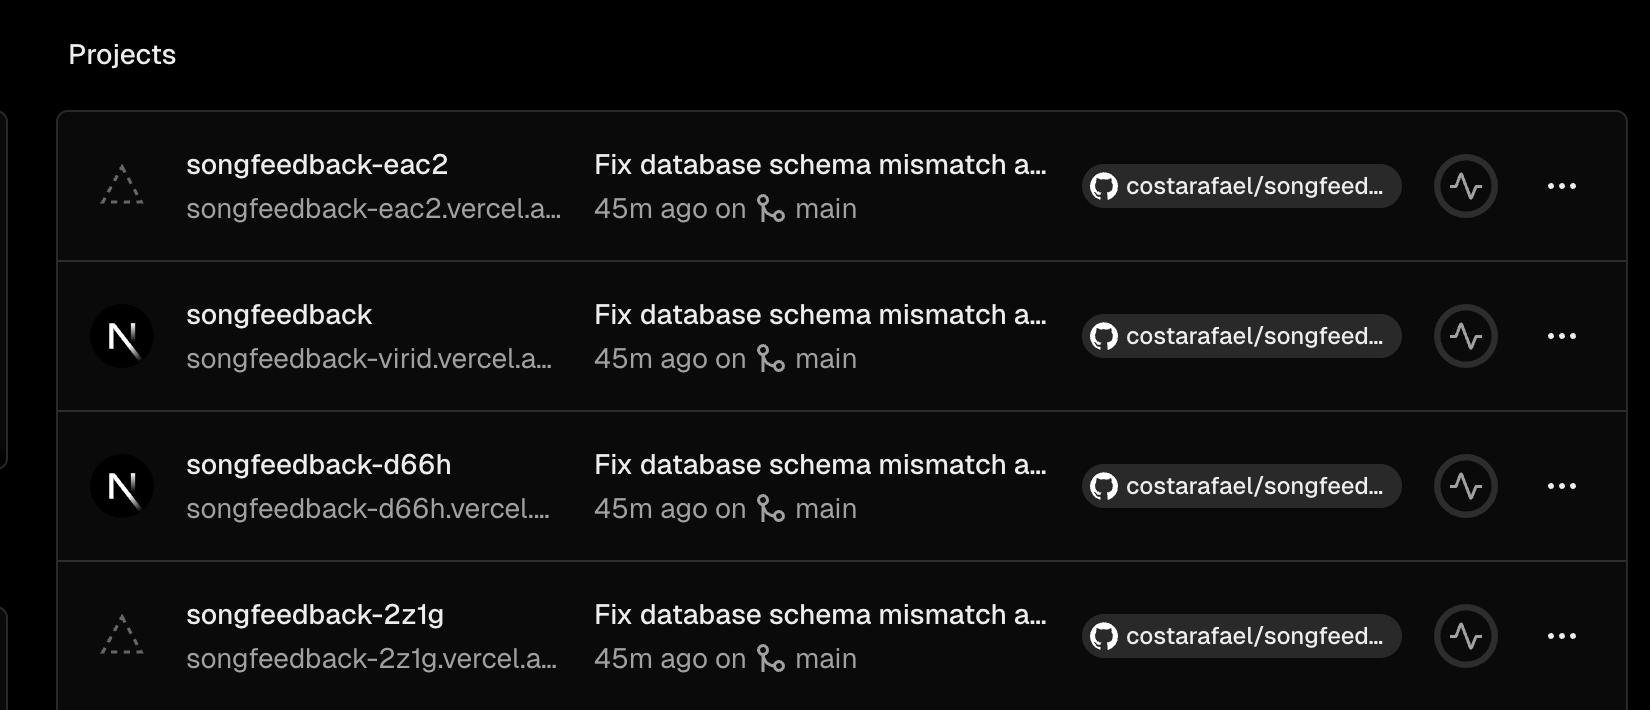 Projects
songfeedback-eac2
songfeedback-eac2.vercel.a...
Fix database schema mismatch a...
45m ago on main
costarafael/songfeed...
songfeedback
songfeedback-virid.vercel.a...
Fix database schema mismatch a...
45m ago on main
costarafael/songfeed...
songfeedback-d66h
songfeedback-d66h.vercel....
Fix database schema mismatch a...
45m ago on main
costarafael/songfeed...
songfeedback-2z1g
songfeedback-2z1g.vercel.a...
Fix database schema mismatch a...
45m ago on main
costarafael/songfeed...